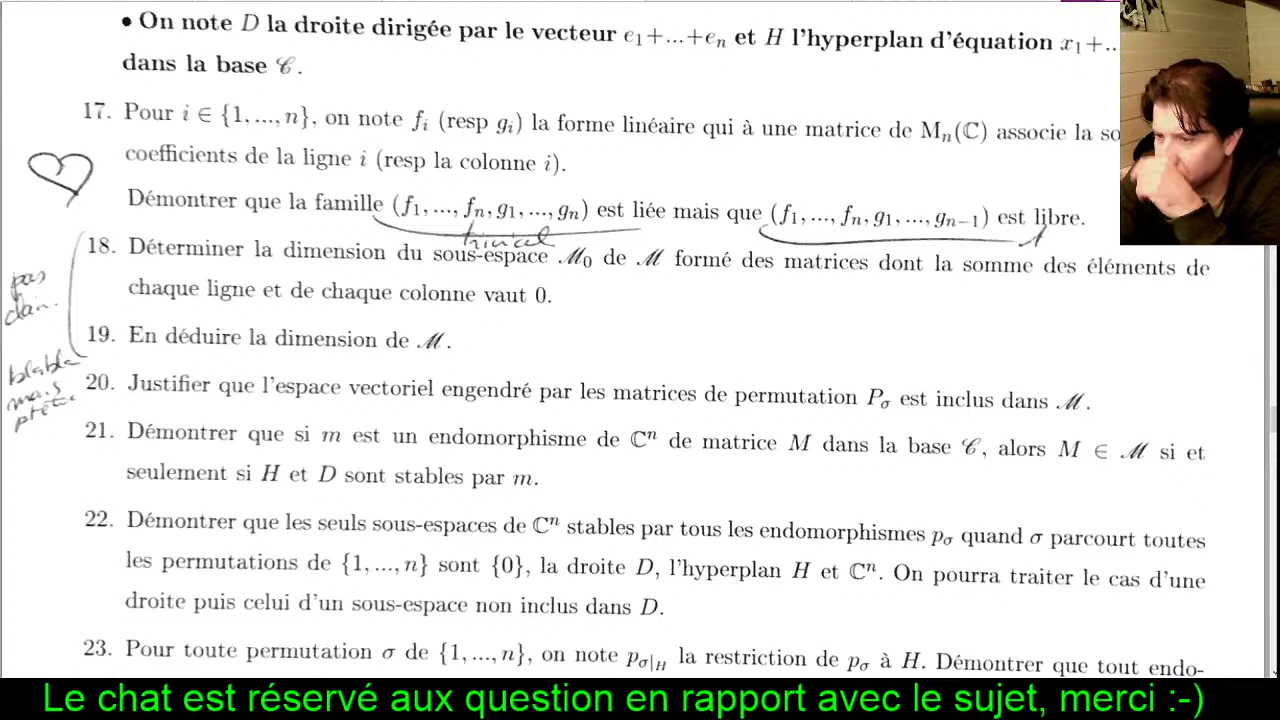 • On note D la droite dirigée par le vecteur e₁+...+eₙ et H l'hyperplan d'équation x₁+...
dans la base 𝒞.
17. Pour i ∈ {1, ..., n}, on note fᵢ (resp gᵢ) la forme linéaire qui à une matrice de Mₙ(ℂ) associe la
coefficients de la ligne i (resp la colonne i).
Démontrer que la famille (f₁, ..., fₙ, g₁, ..., gₙ) est liée mais que (f₁, ..., fₙ, g₁, ..., gₙ₋₁) est libre.
trivial
18. Déterminer la dimension du sous-espace ℳ₀ de ℳ formé des matrices dont la somme des éléments de
chaque ligne et de chaque colonne vaut 0.
pas
clair.
19. En déduire la dimension de ℳ.
blabla
mais
20. Justifier que l'espace vectoriel engendré par les matrices de permutation P_σ est inclus dans ℳ.
21. Démontrer que si m est un endomorphisme de ℂⁿ de matrice M dans la base 𝒞, alors M ∈ ℳ si et
seulement si H et D sont stables par m.
22. Démontrer que les seuls sous-espaces de ℂⁿ stables par tous les endomorphismes p_σ quand σ parcourt toutes
les permutations de {1, ..., n} sont {0}, la droite D, l'hyperplan H et ℂⁿ. On pourra traiter le cas d'une
droite puis celui d'un sous-espace non inclus dans D.
23. Pour toute permutation σ de {1, ..., n}, on note p_σ|_H la restriction de p_σ à H. Démontrer que tout endo-
Le chat est réservé aux question en rapport avec le sujet, merci :-)